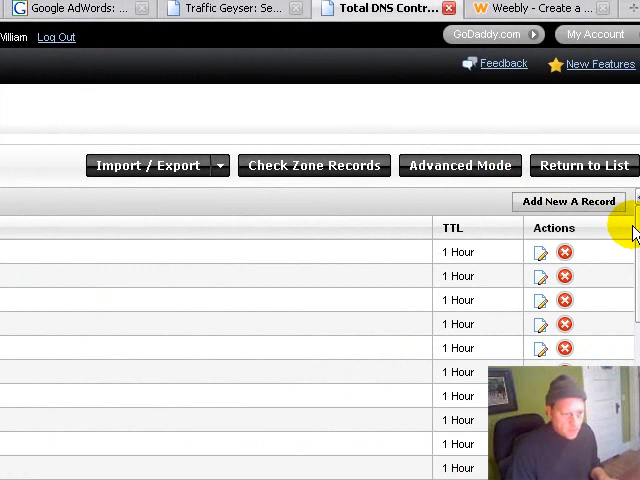 Google AdWords: ...
Traffic Geyser: Se...
Total DNS Contr...
Weebly - Create a ...
William
Log Out
GoDaddy.com
My Account
Feedback
New Features
Import / Export
Check Zone Records
Advanced Mode
Return to List
Add New A Record
TTL
Actions
1 Hour
1 Hour
1 Hour
1 Hour
1 Hour
1 Hour
1 Hour
1 Hour
1 Hour
1 Hour